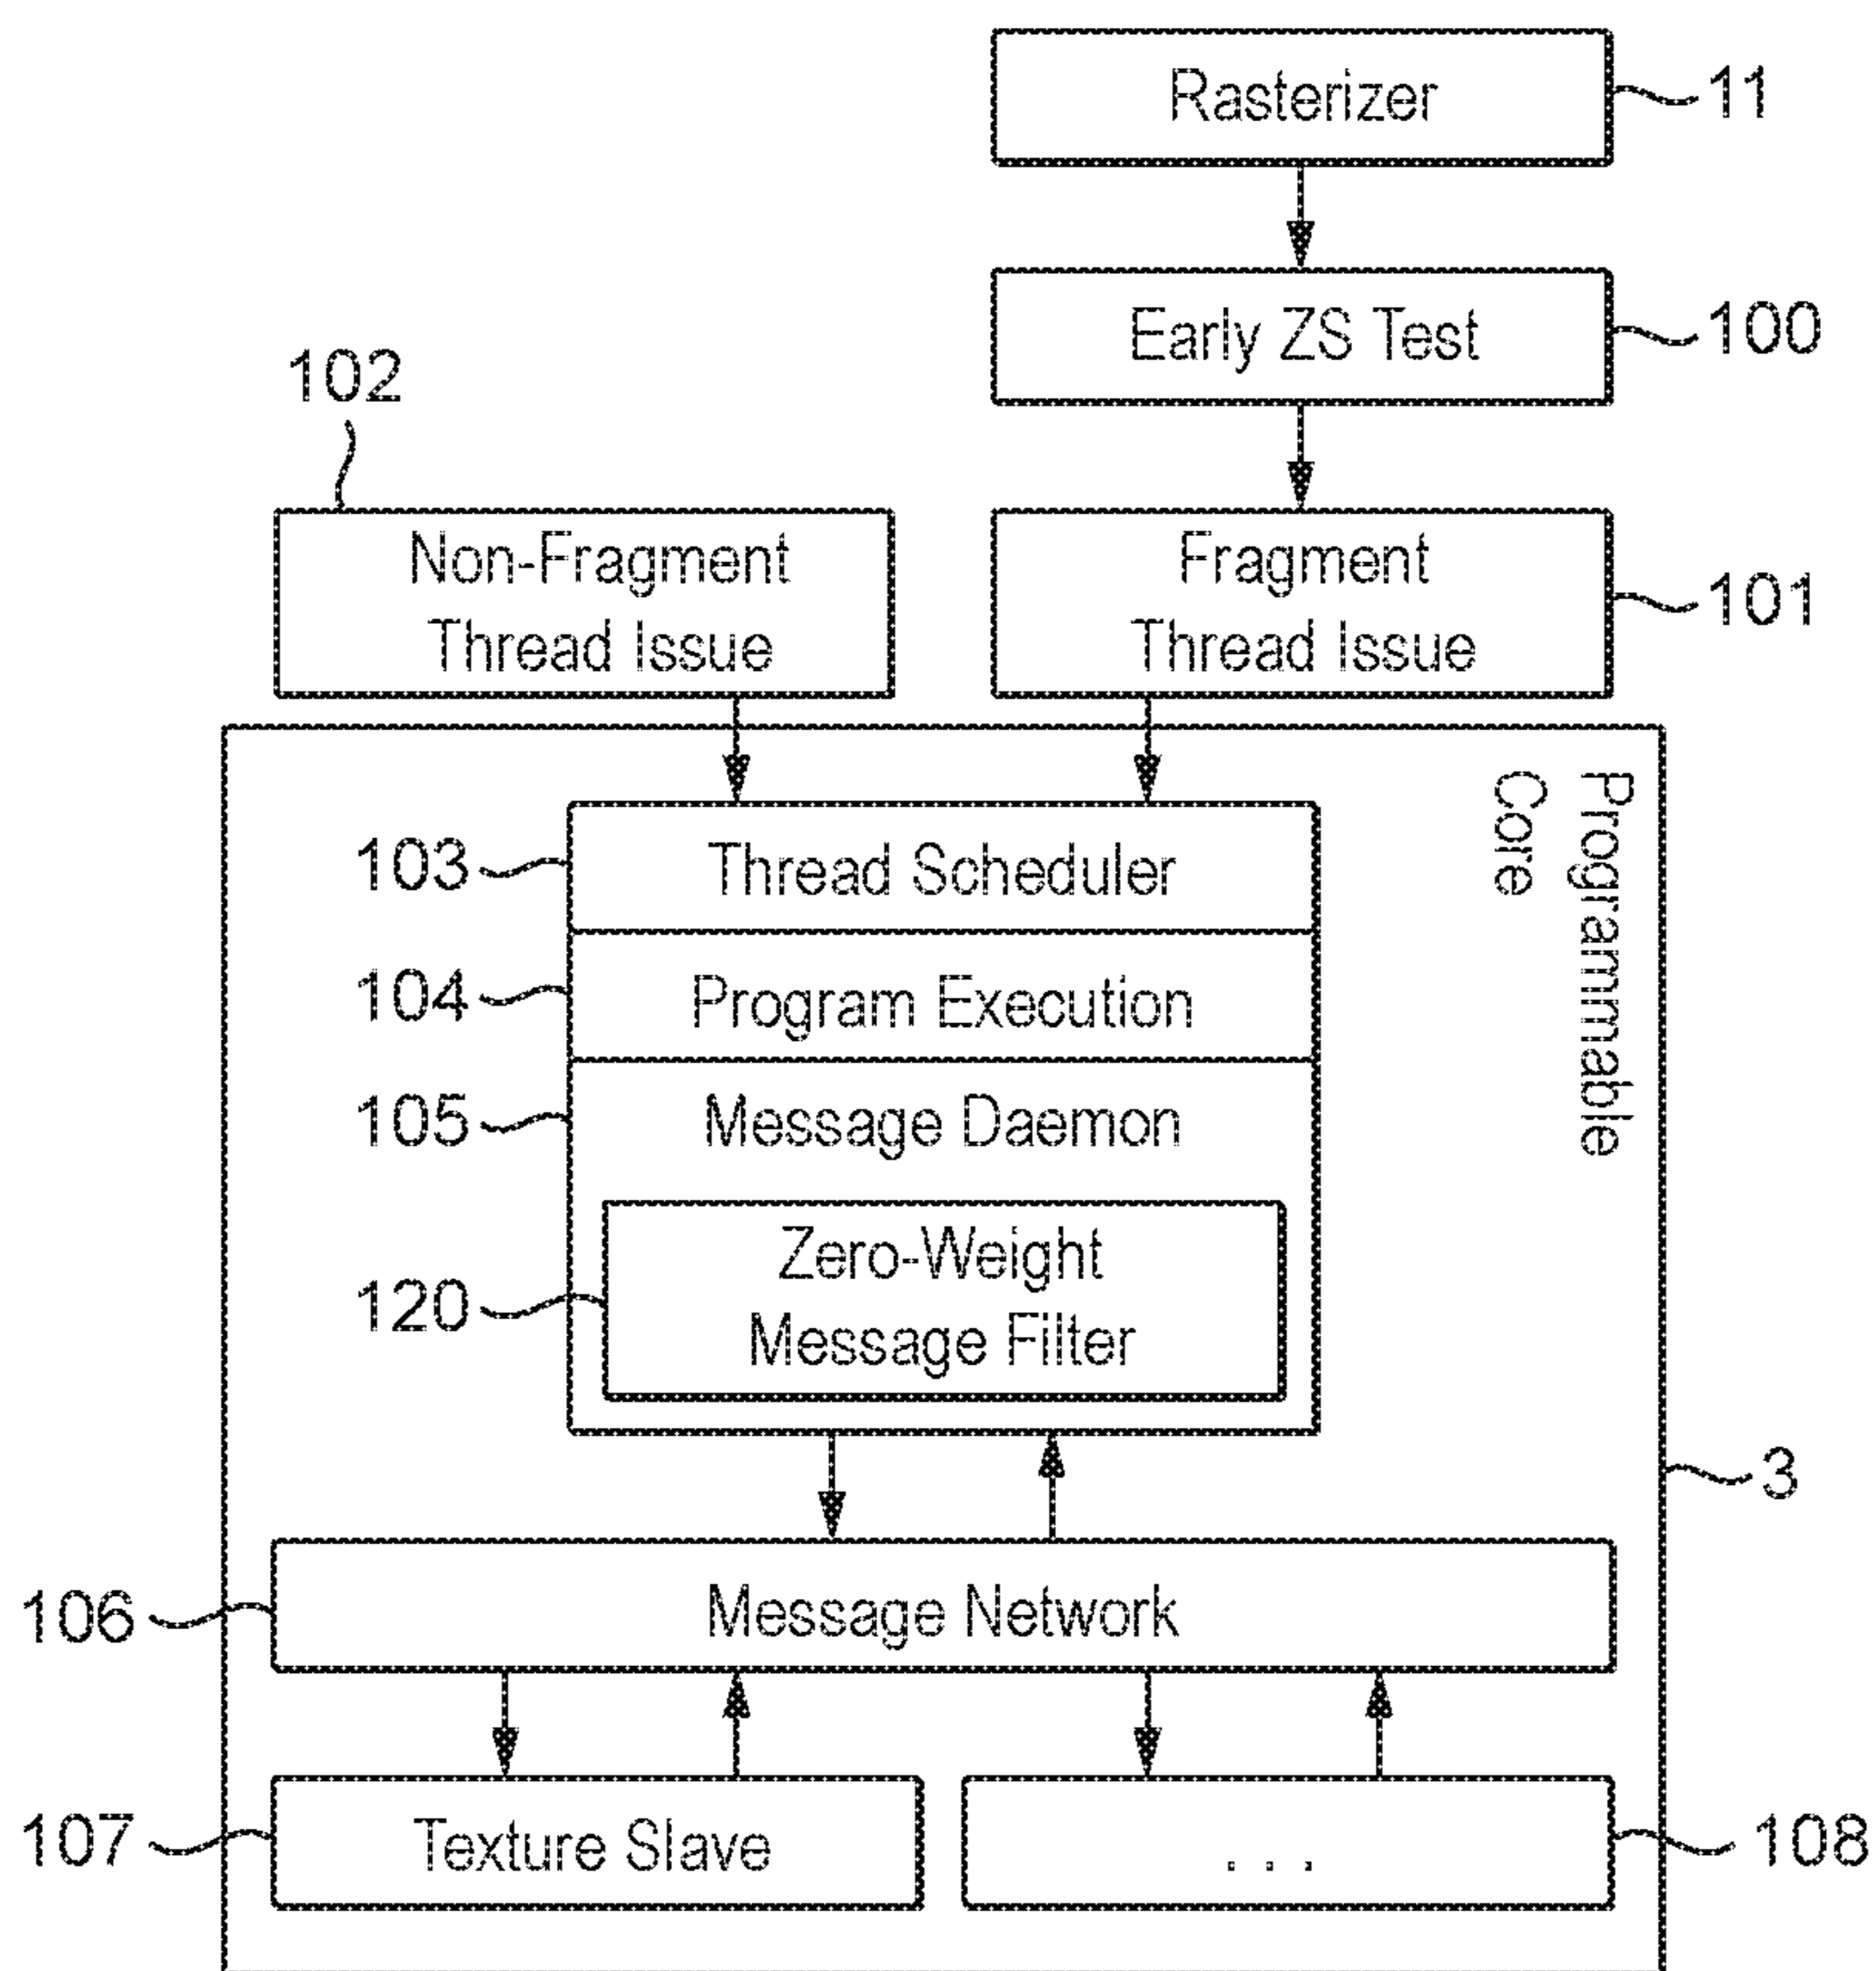 Rasterizer
11
Early ZS Test
100
102
Non-Fragment
Thread Issue
Fragment
Thread Issue
101
Programmable
Core
103
Thread Scheduler
104
Program Execution
105
Message Daemon
120
Zero-Weight
Message Filter
3
106
Message Network
107
Texture Slave
. . .
108